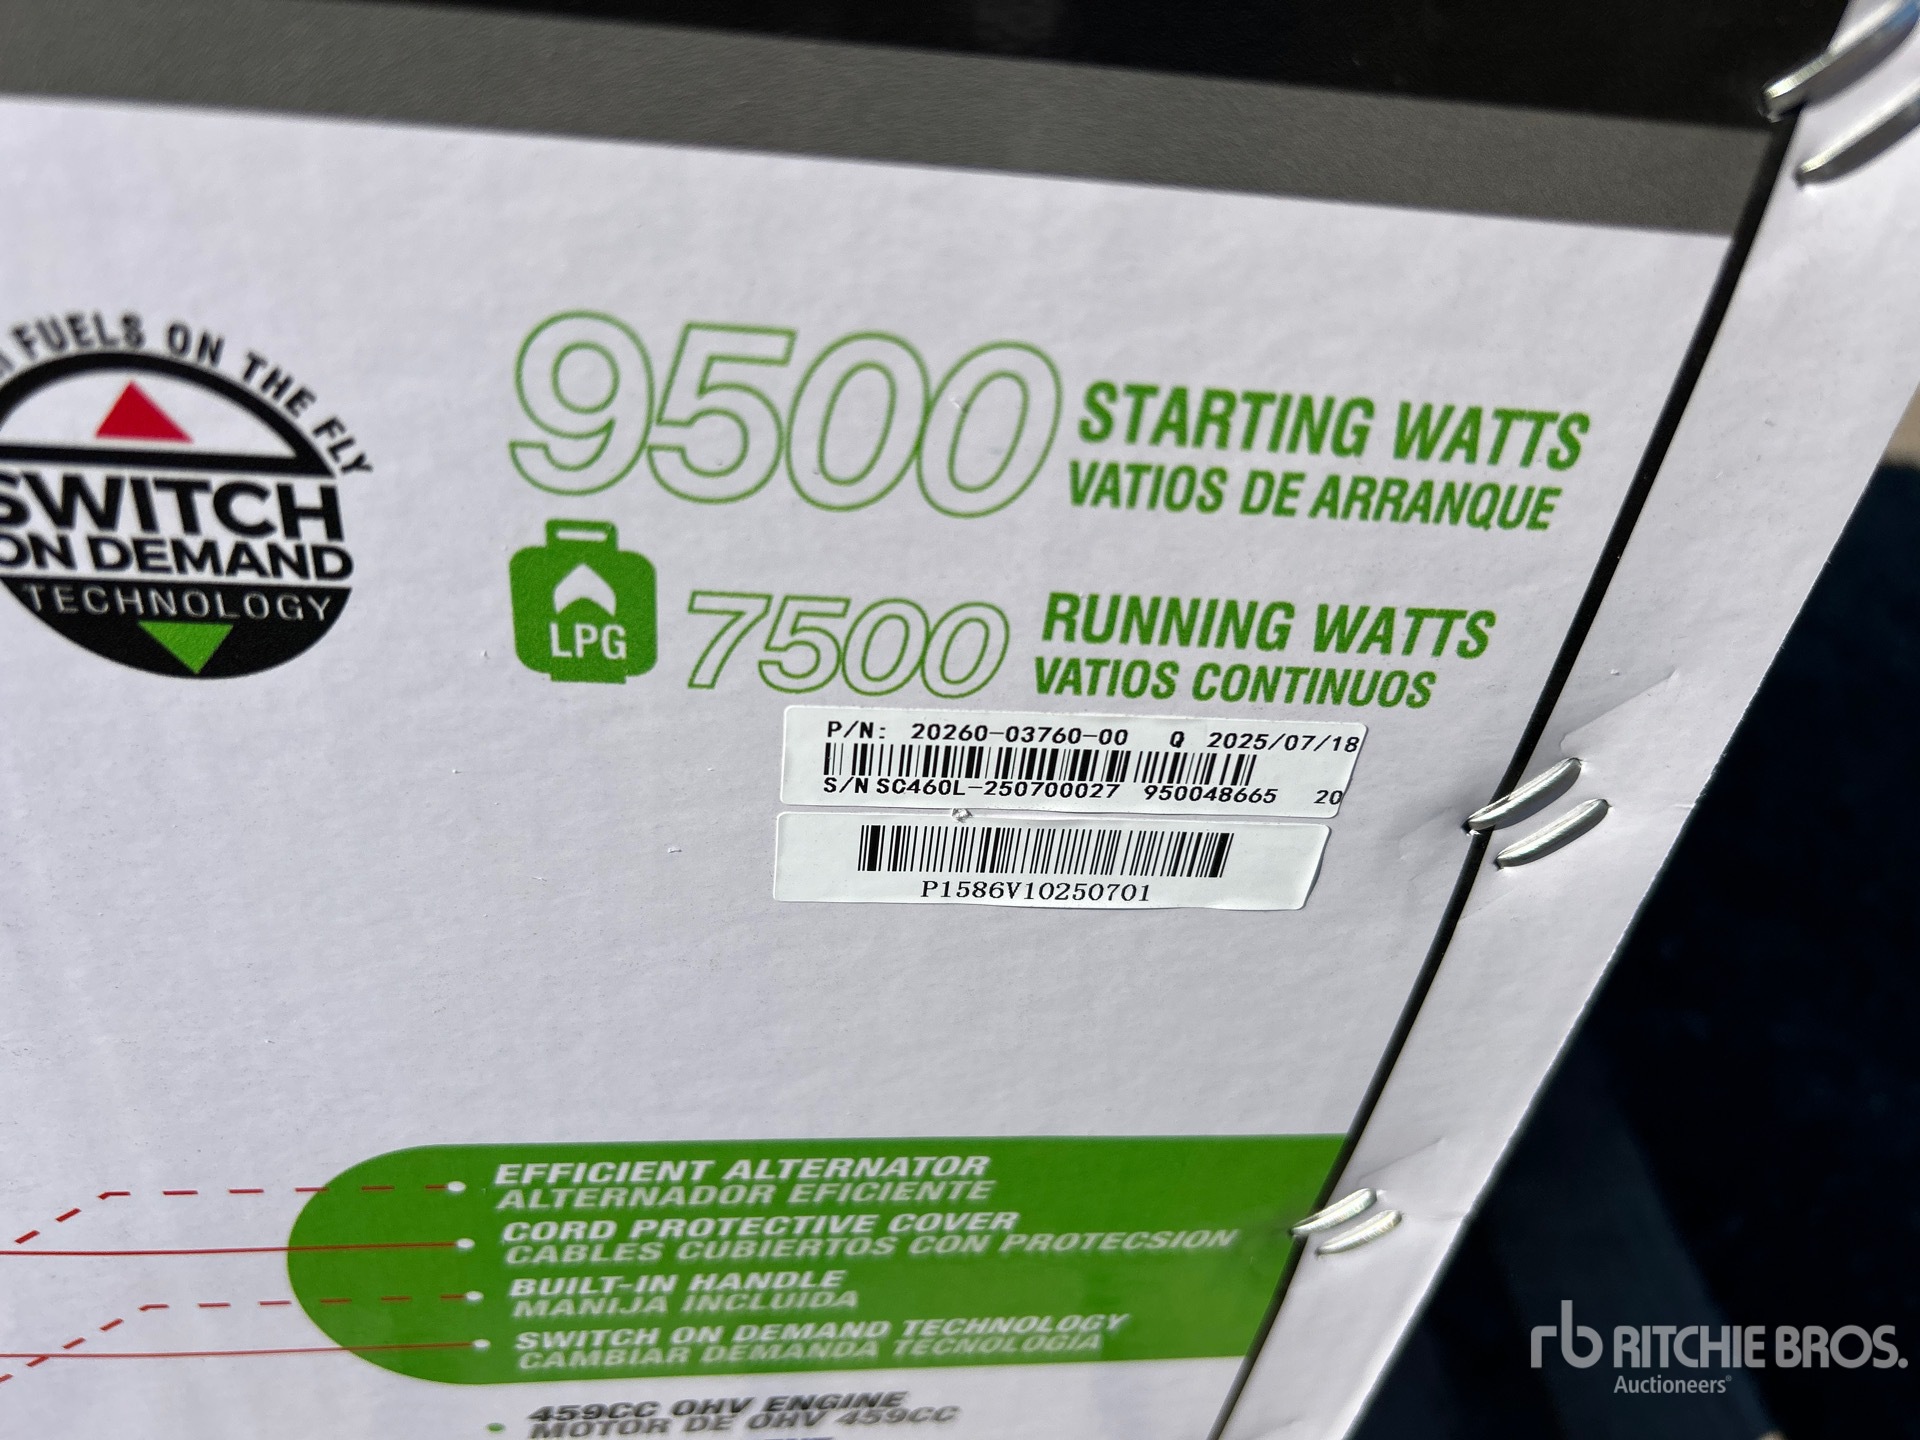 FUELS ON THE FLY
SWITCH
ON DEMAND
TECHNOLOGY
9500 STARTING WATTS
VATIOS DE ARRANQUE
LPG
7500 RUNNING WATTS
VATIOS CONTINUOS
P/N: 20260-03760-00 Q 2025/07/18
S/N SC460L-250700027 950048665 20
P1586V10250701
EFFICIENT ALTERNATOR
ALTERNADOR EFICIENTE
CORD PROTECTIVE COVER
CABLES CUBIERTOS CON PROTECSION
BUILT-IN HANDLE
MANIJA INCLUIDA
SWITCH ON DEMAND TECHNOLOGY
CAMBIAR DEMANDA TECNOLOGIA
459CC OHV ENGINE
MOTOR DE OHV 459CC
rb RITCHIE BROS.
Auctioneers